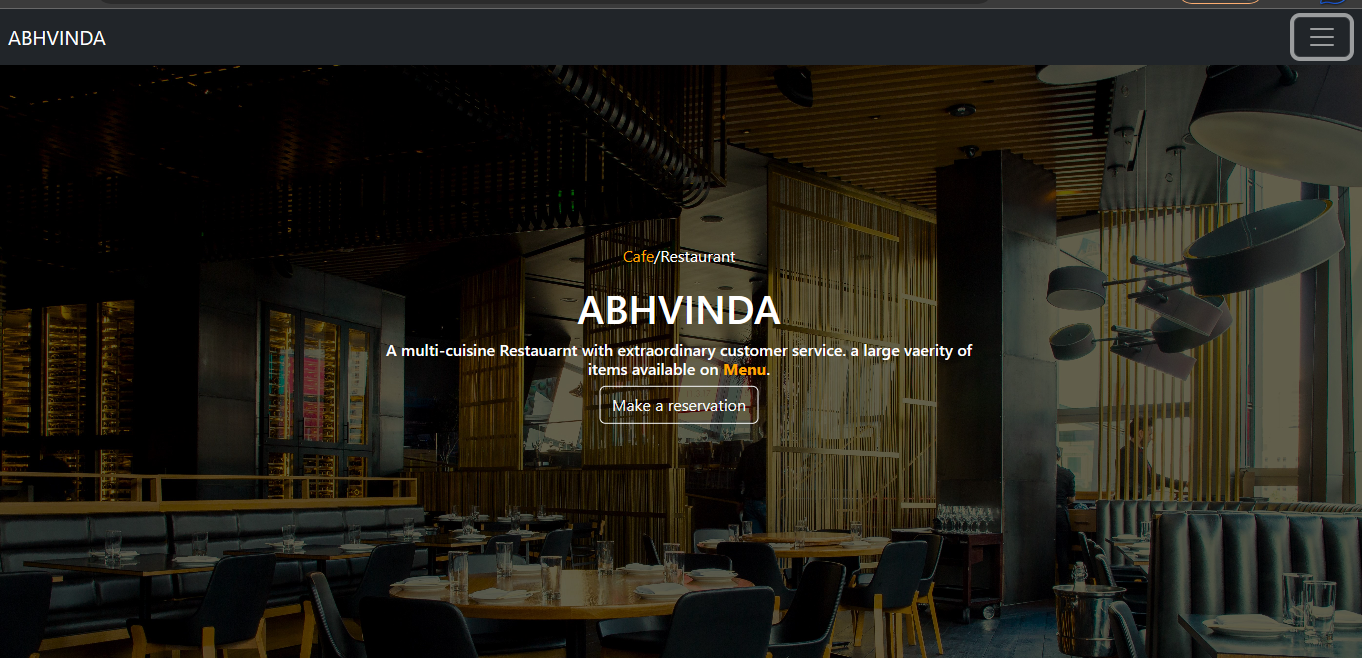 ABHVINDA
Cafe/Restaurant
ABHVINDA
A multi-cuisine Restauarnt with extraordinary customer service. a large vaerity of
items available on Menu.
Make a reservation